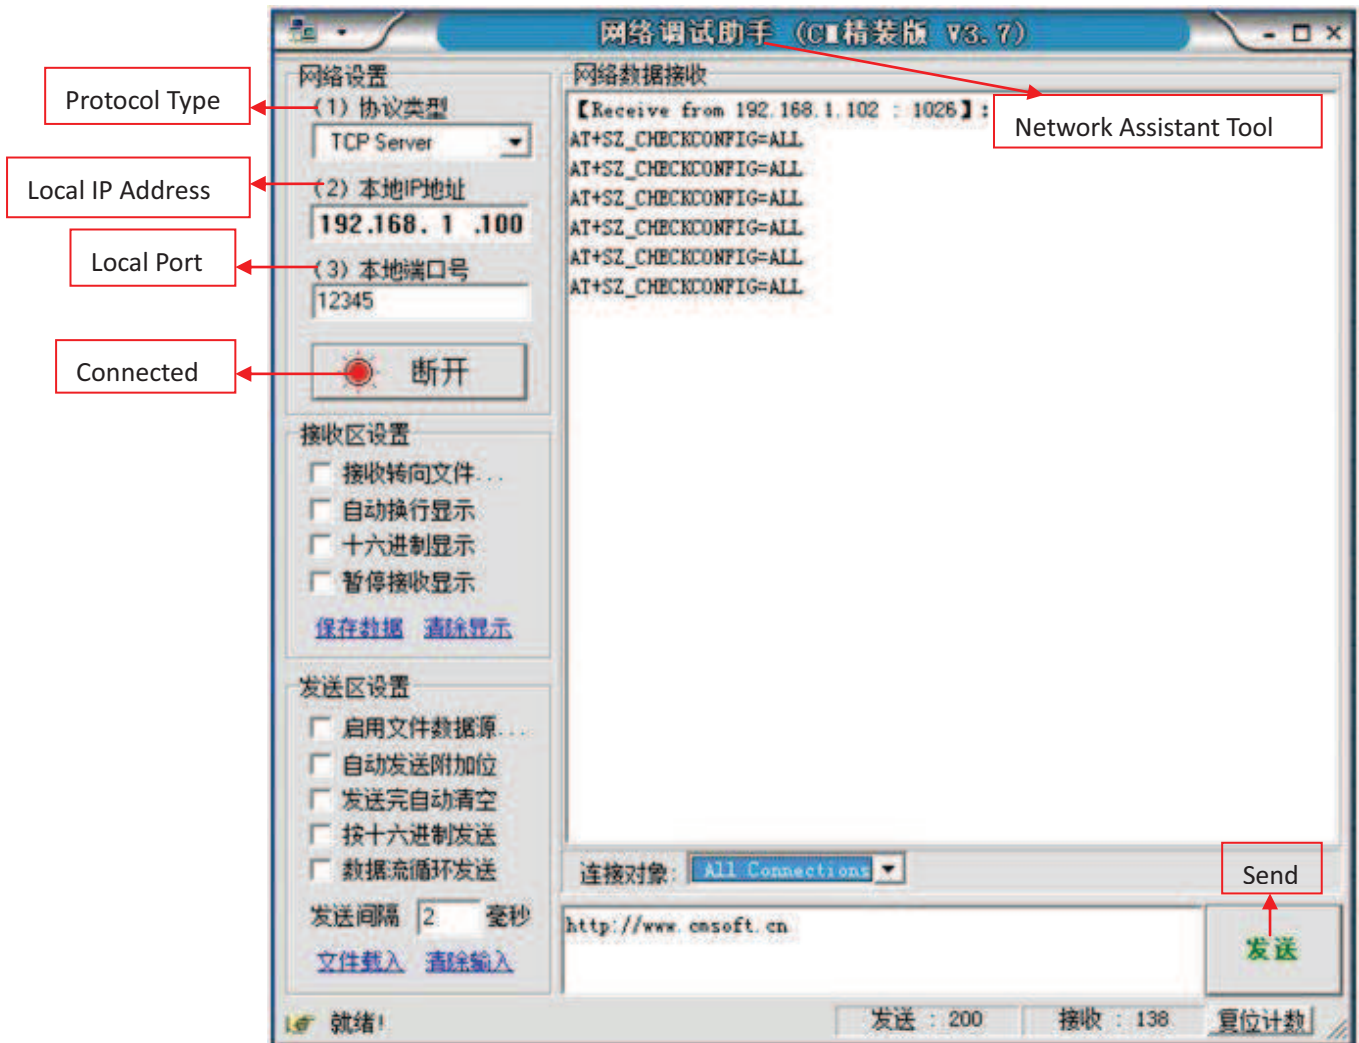 网络调试助手 (CM精装版 V3.7)
网络设置
Protocol Type
(1) 协议类型
TCP Server
Local IP Address
(2) 本地IP地址
192.168. 1 .100
Local Port
(3) 本地端口号
12345
Connected
断开
接收区设置
接收转向文件...
自动换行显示
十六进制显示
暂停接收显示
保存数据 清除显示
发送区设置
启用文件数据源...
自动发送附加位
发送完自动清空
按十六进制发送
数据流循环发送
发送间隔 2 毫秒
文件载入 清除输入
网络数据接收
【Receive from 192.168.1.102 : 1026】:
Network Assistant Tool
AT+SZ_CHECKCONFIG=ALL
AT+SZ_CHECKCONFIG=ALL
AT+SZ_CHECKCONFIG=ALL
AT+SZ_CHECKCONFIG=ALL
AT+SZ_CHECKCONFIG=ALL
AT+SZ_CHECKCONFIG=ALL
连接对象: All Connections
Send
http://www.cmsoft.cn
发送
就绪!
发送 : 200
接收 : 138
复位计数